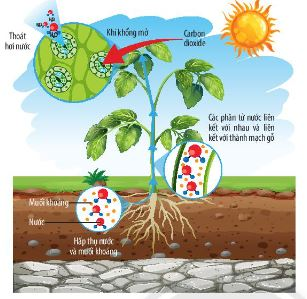 Thoát
hơi nước
Khí khổng mở
Carbon
dioxide
Các phân tử nước liên
kết với nhau và liên
kết với thành mạch gỗ
Muối khoáng
Nước
Hấp thụ nước
và muối khoáng